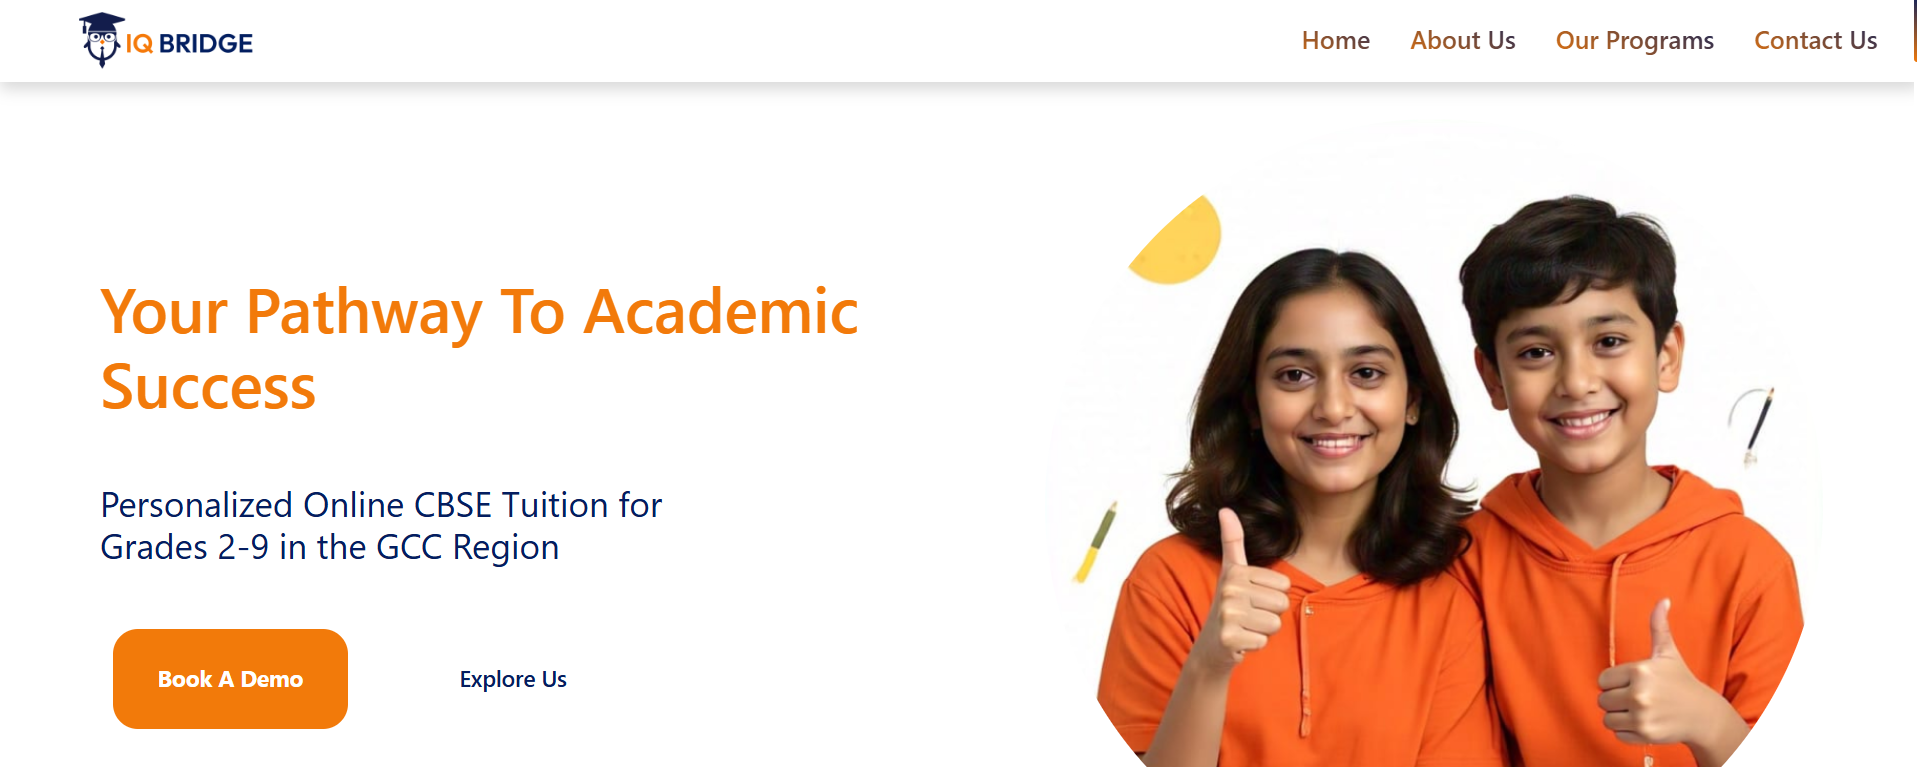 IQ BRIDGE
Home About Us Our Programs Contact Us
Your Pathway To Academic
Success
Personalized Online CBSE Tuition for
Grades 2-9 in the GCC Region
Book A Demo Explore Us